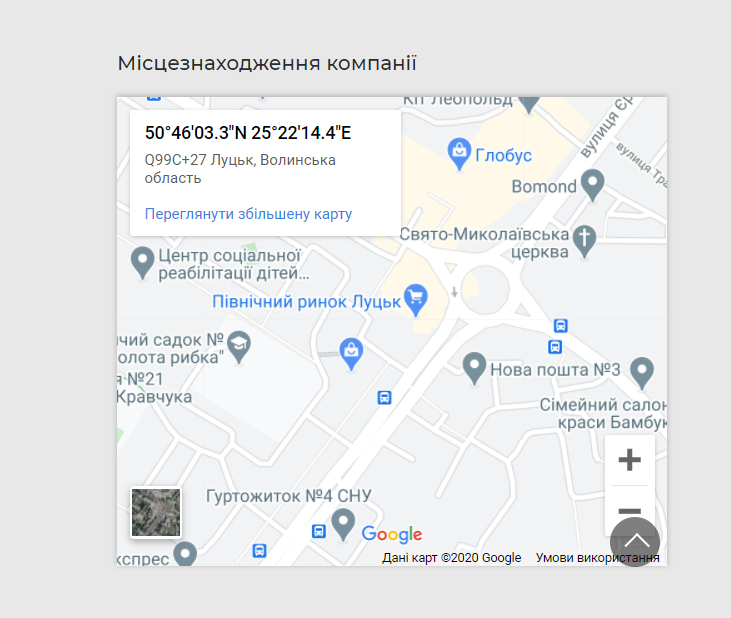 Місцезнаходження компанії
КП Леопольд
вулиця Єр
50°46'03.3"N 25°22'14.4"E
Q99C+27 Луцьк, Волинська
область
Переглянути збільшену карту
Глобус
вулиця Тра
Bomond
Свято-Миколаївська
церква
Центр соціальної
реабілітації дітей...
Північний ринок Луцьк
чий садок №
олота рибка"
№21
Кравчука
Нова пошта №3
Сімейний салон
краси Бамбук
Гуртожиток №4 СНУ
Google
кспрес
Дані карт ©2020 Google Умови використання